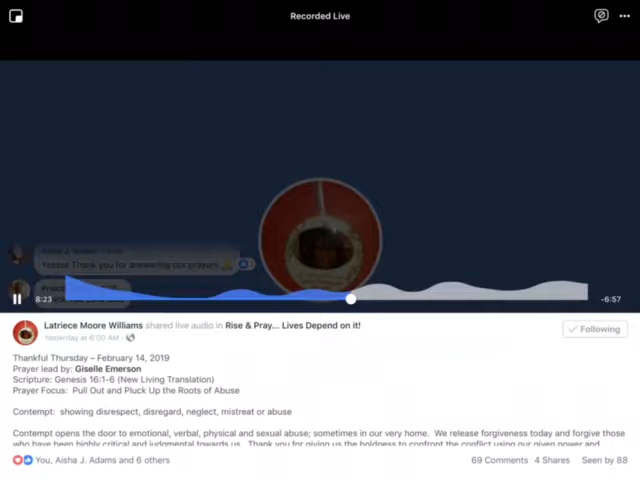 Recorded Live
Yessss Thank you for answering our prayers
8:23
-6:57
Latriece Moore Williams shared live audio in Rise & Pray... Lives Depend on it!
Yesterday at 6:00 AM
Following
Thankful Thursday – February 14, 2019
Prayer lead by: Giselle Emerson
Scripture: Genesis 16:1-6 (New Living Translation)
Prayer Focus:  Pull Out and Pluck Up the Roots of Abuse
Contempt:  showing disrespect, disregard, neglect, mistreat or abuse
Contempt opens the door to emotional, verbal, physical and sexual abuse; sometimes in our very home.  We release forgiveness today and forgive those
who have been highly critical and judgmental towards us.  Thank you for giving us the boldness to confront the conflict using our given power and
You, Aisha J. Adams and 6 others
69 Comments 4 Shares Seen by 88